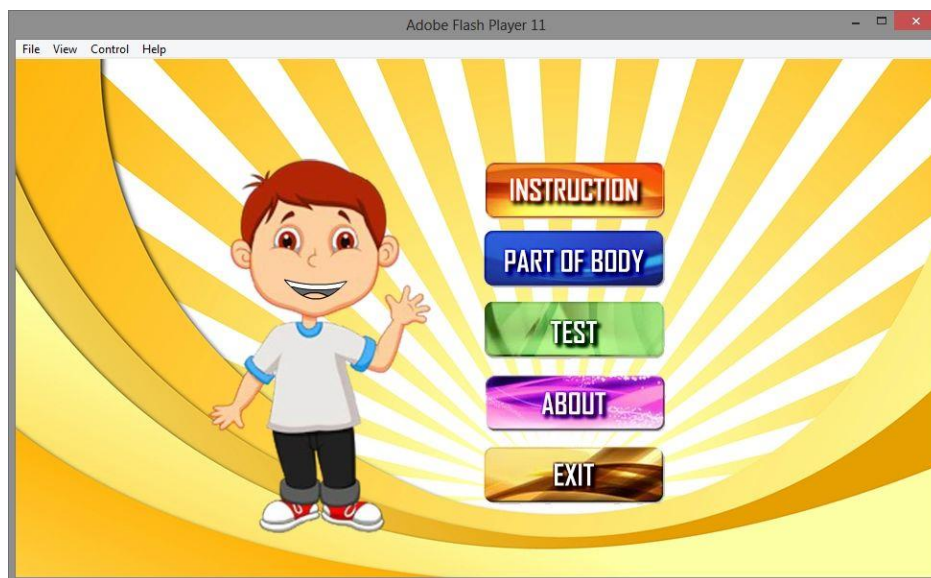 Adobe Flash Player 11
File View Control Help
INSTRUCTION
PART OF BODY
TEST
ABOUT
EXIT